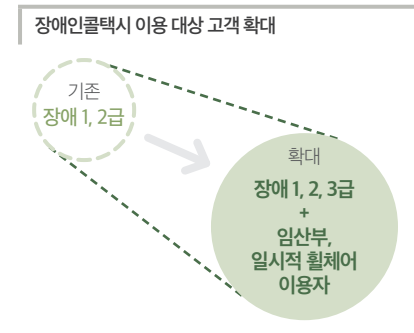 장애인콜택시 이용 대상 고객 확대
기존
장애 1, 2급
확대
장애 1, 2, 3급
+
임산부,
일시적 휠체어
이용자